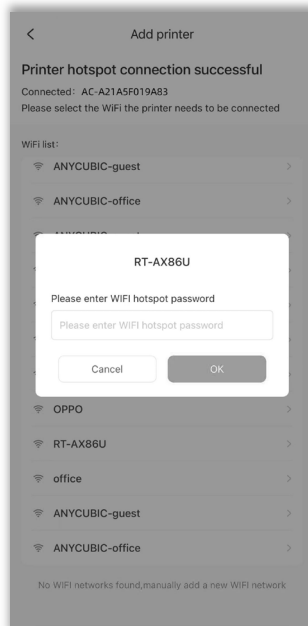 Add printer
Printer hotspot connection successful
Connected: AC-A21A5F019A83
Please select the WiFi the printer needs to be connected
WiFi list:
ANYCUBIC-guest
ANYCUBIC-office
RT-AX86U
Please enter WIFI hotspot password
Please enter WIFI hotspot password
Cancel OK
OPPO
RT-AX86U
office
ANYCUBIC-guest
ANYCUBIC-office
No WIFI networks found,manually add a new WIFI network